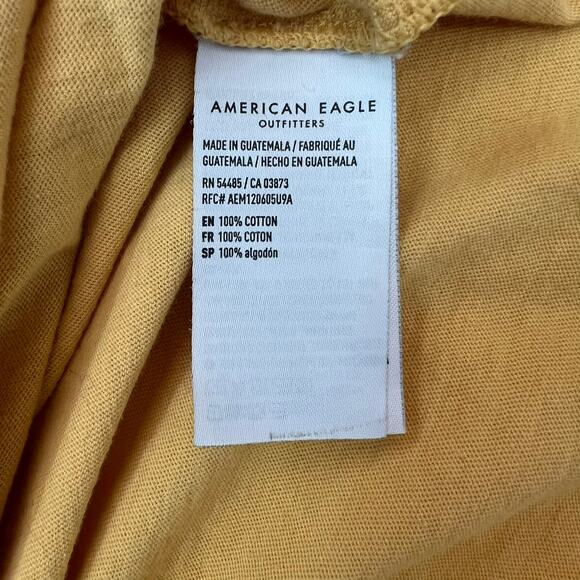 AMERICAN EAGLE
OUTFITTERS
MADE IN GUATEMALA / FABRIQUÉ AU
GUATEMALA / HECHO EN GUATEMALA
RN 54485 / CA 03873
RFC# AEM120605U9A
EN 100% COTTON
FR 100% COTON
SP 100% algodón